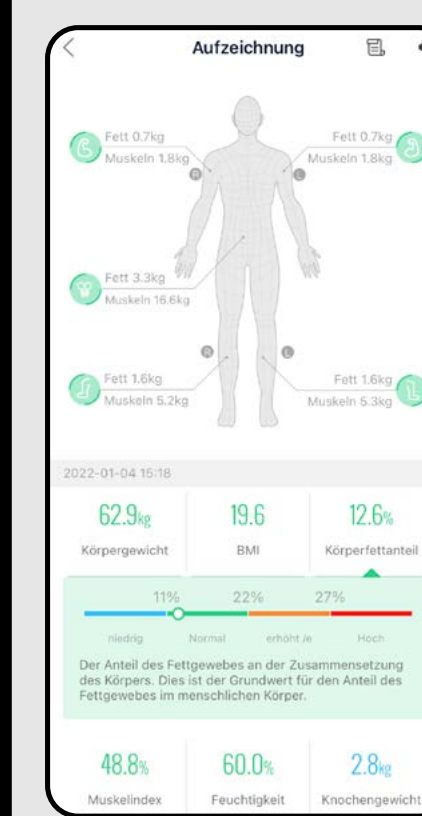 Aufzeichnung
Fett 0.7kg
Muskeln 1.8kg
Fett 0.7kg
Muskeln 1.8kg
R
L
Fett 3.3kg
Muskeln 16.6kg
R
L
Fett 1.6kg
Muskeln 5.2kg
Fett 1.6kg
Muskeln 5.3kg
2022-01-04 15:18
62.9kg 19.6 12.6%
Körpergewicht BMI Körperfettanteil
11% 22% 27%
niedrig Normal erhöht /e Hoch
Der Anteil des Fettgewebes an der Zusammensetzung
des Körpers. Dies ist der Grundwert für den Anteil des
Fettgewebes im menschlichen Körper.
48.8% 60.0% 2.8kg
Muskelindex Feuchtigkeit Knochengewicht